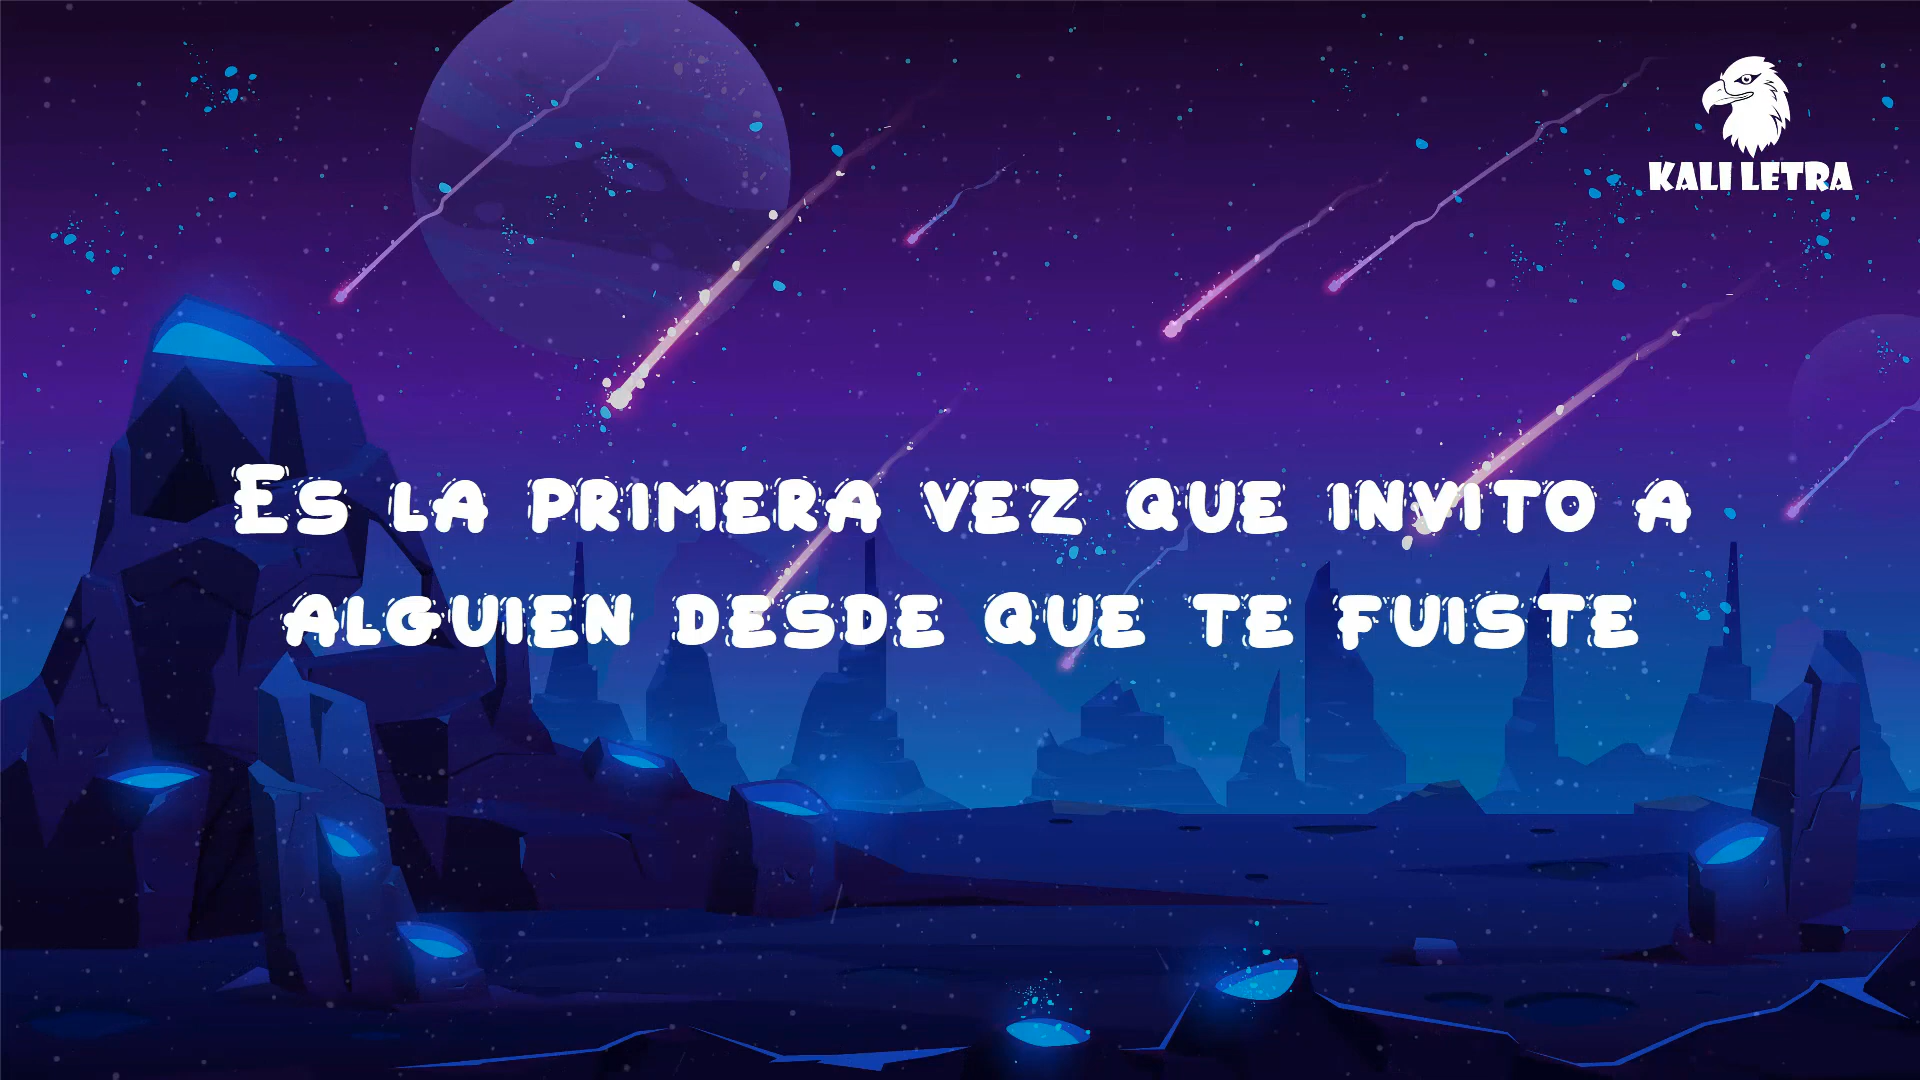 KALI LETRA
Es la primera vez que invito a
alguien desde que te fuiste